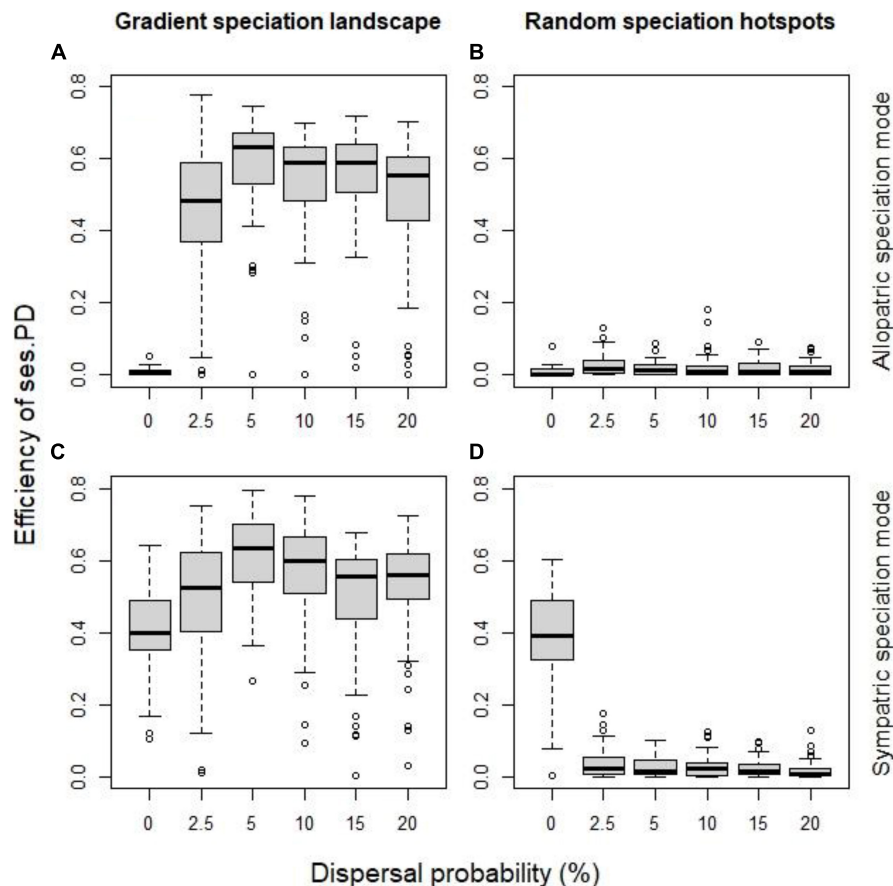 Gradient speciation landscape
Random speciation hotspots
A
B
0.8
0.6
0.4
0.2
0.0
0 2.5 5 10 15 20
0.8
0.6
0.4
0.2
0.0
0 2.5 5 10 15 20
Allopatric speciation mode
Efficiency of ses.PD
C
D
0.8
0.6
0.4
0.2
0.0
0 2.5 5 10 15 20
0.8
0.6
0.4
0.2
0.0
0 2.5 5 10 15 20
Sympatric speciation mode
Dispersal probability (%)